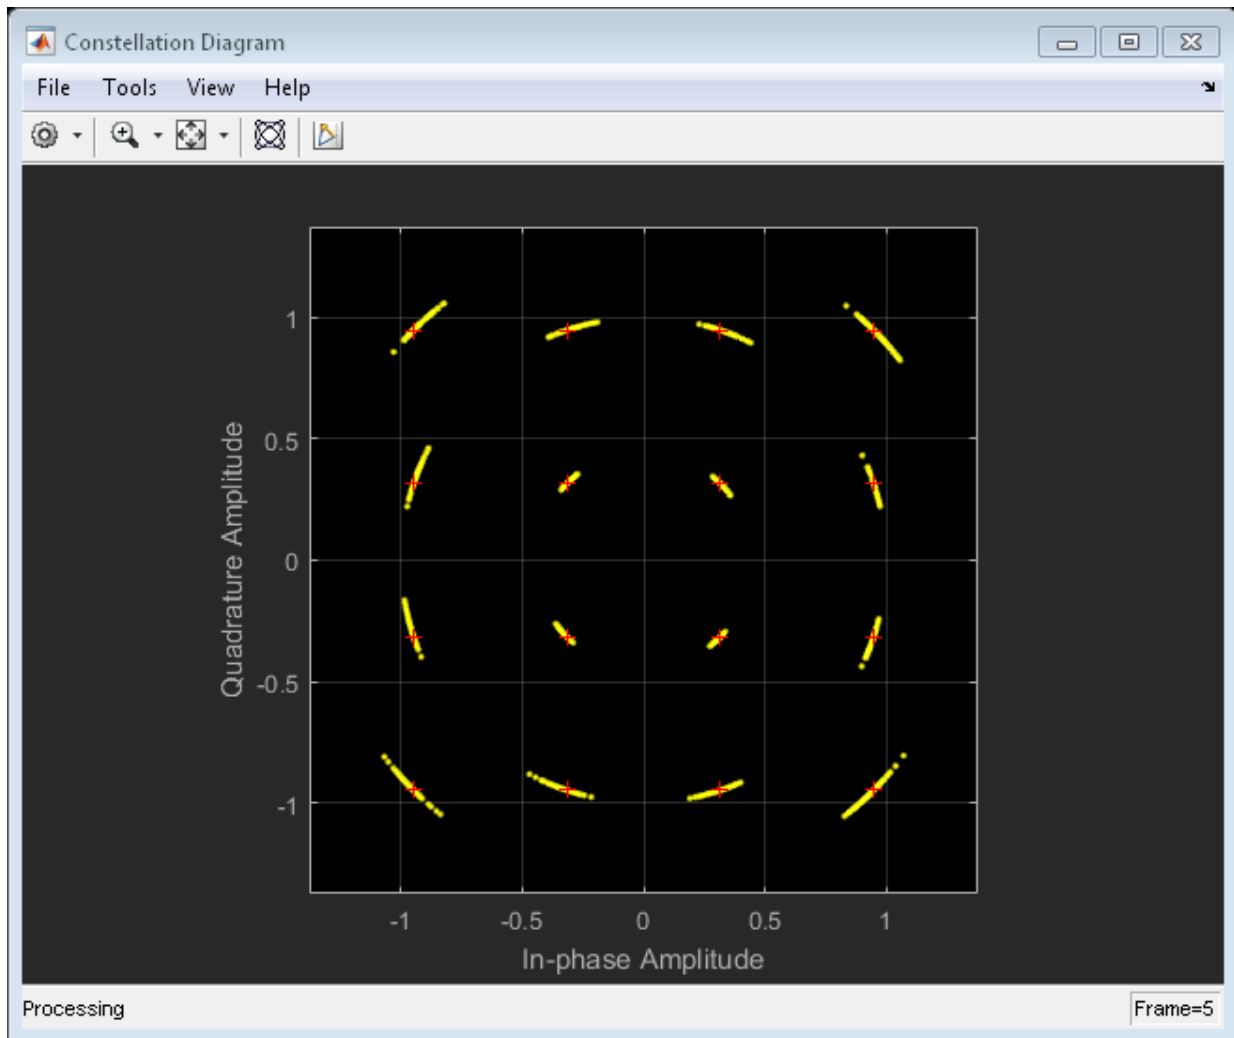 Constellation Diagram
File Tools View Help
1
0.5
0
-0.5
-1
Quadrature Amplitude
-1 -0.5 0 0.5 1
In-phase Amplitude
Processing Frame=5